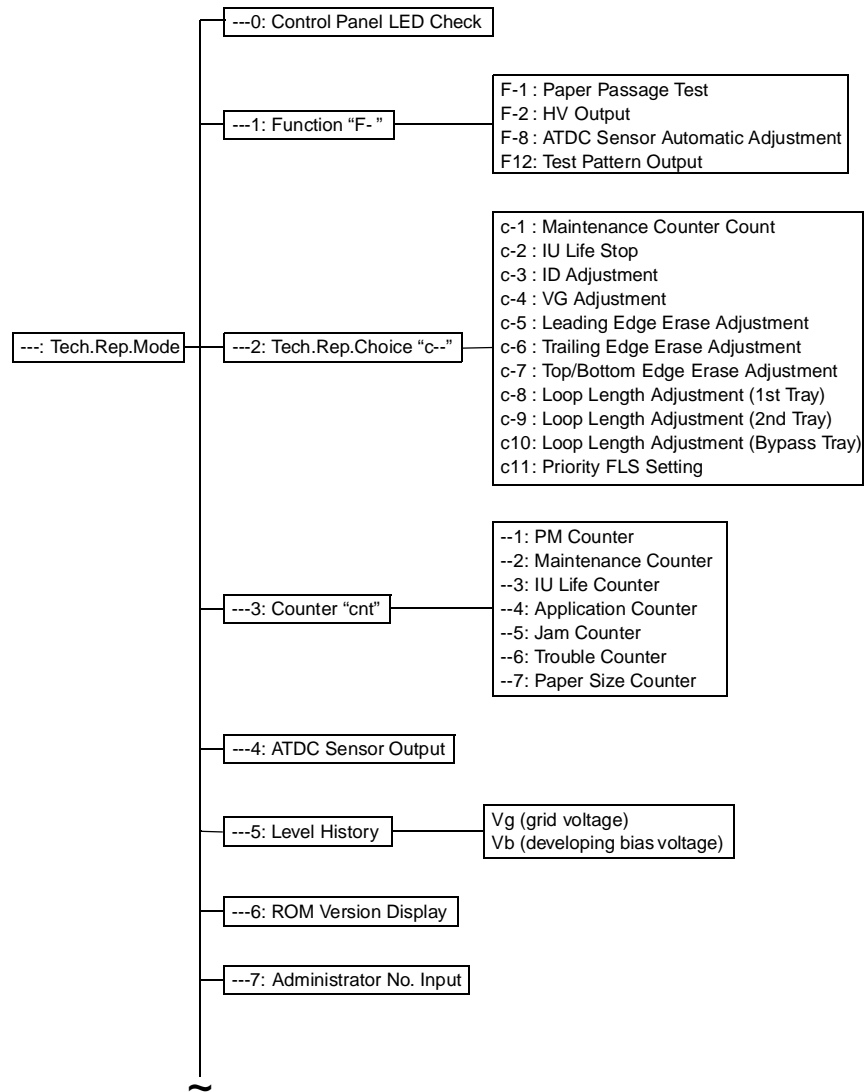 ---0: Control Panel LED Check
---1: Function “F- ”
F-1 : Paper Passage Test
F-2 : HV Output
F-8 : ATDC Sensor Automatic Adjustment
F12: Test Pattern Output
---: Tech.Rep.Mode
---2: Tech.Rep.Choice “c--”
c-1 : Maintenance Counter Count
c-2 : IU Life Stop
c-3 : ID Adjustment
c-4 : VG Adjustment
c-5 : Leading Edge Erase Adjustment
c-6 : Trailing Edge Erase Adjustment
c-7 : Top/Bottom Edge Erase Adjustment
c-8 : Loop Length Adjustment (1st Tray)
c-9 : Loop Length Adjustment (2nd Tray)
c10: Loop Length Adjustment (Bypass Tray)
c11: Priority FLS Setting
---3: Counter “cnt”
--1: PM Counter
--2: Maintenance Counter
--3: IU Life Counter
--4: Application Counter
--5: Jam Counter
--6: Trouble Counter
--7: Paper Size Counter
---4: ATDC Sensor Output
---5: Level History
Vg (grid voltage)
Vb (developing bias voltage)
---6: ROM Version Display
---7: Administrator No. Input
≈